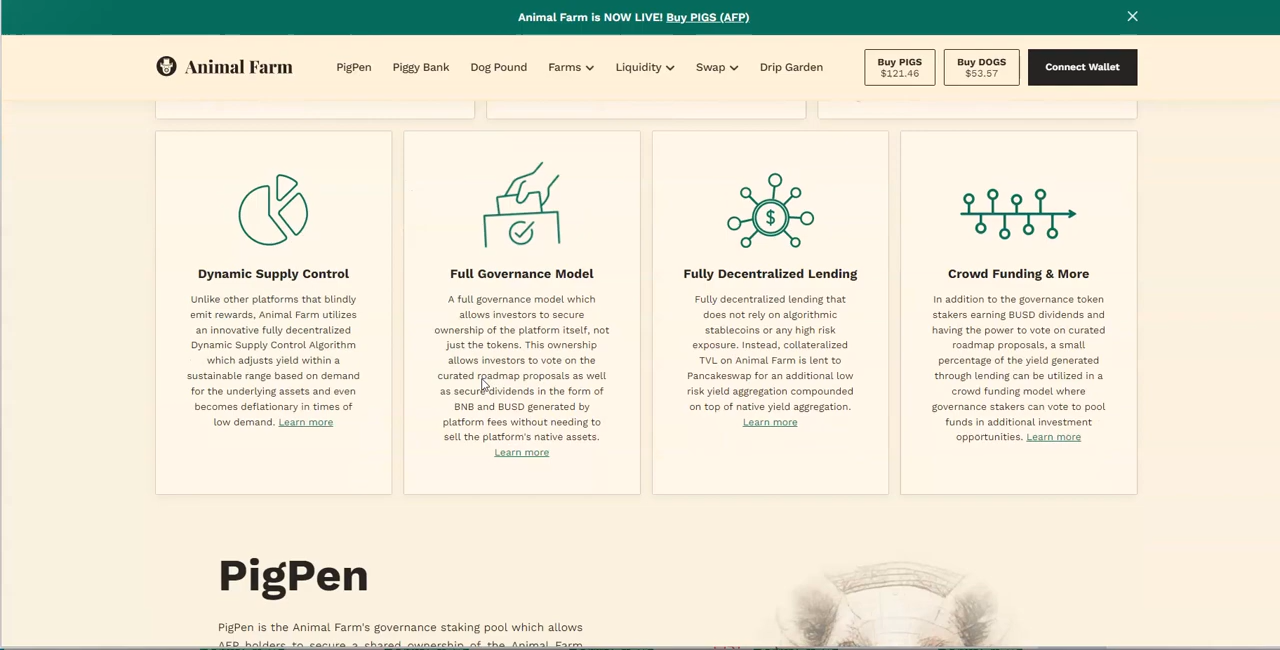 Animal Farm is NOW LIVE! Buy PIGS (AFP)
Animal Farm
PigPen
Piggy Bank
Dog Pound
Farms
Liquidity
Swap
Drip Garden
Buy PIGS
$121.46
Buy DOGS
$53.57
Connect Wallet
$
Dynamic Supply Control
Unlike other platforms that blindly
emit rewards, Animal Farm utilizes
an innovative fully decentralized
Dynamic Supply Control Algorithm
which adjusts yield within a
sustainable range based on demand
for the underlying assets and even
becomes deflationary in times of
low demand. Learn more
Full Governance Model
A full governance model which
allows investors to secure
ownership of the platform itself, not
just the tokens. This ownership
allows investors to vote on the
curated roadmap proposals as well
as secure dividends in the form of
BNB and BUSD generated by
platform fees without needing to
sell the platform's native assets.
Learn more
Fully Decentralized Lending
Fully decentralized lending that
does not rely on algorithmic
stablecoins or any high risk
exposure. Instead, collateralized
TVL on Animal Farm is lent to
Pancakeswap for an additional low
risk yield aggregation compounded
on top of native yield aggregation.
Learn more
Crowd Funding & More
In addition to the governance token
stakers earning BUSD dividends and
having the power to vote on curated
roadmap proposals, a small
percentage of the yield generated
through lending can be utilized in a
crowd funding model where
governance stakers can vote to pool
funds in additional investment
opportunities. Learn more
PigPen
PigPen is the Animal Farm's governance staking pool which allows
AFP holders to secure a shared ownership of the Animal Farm